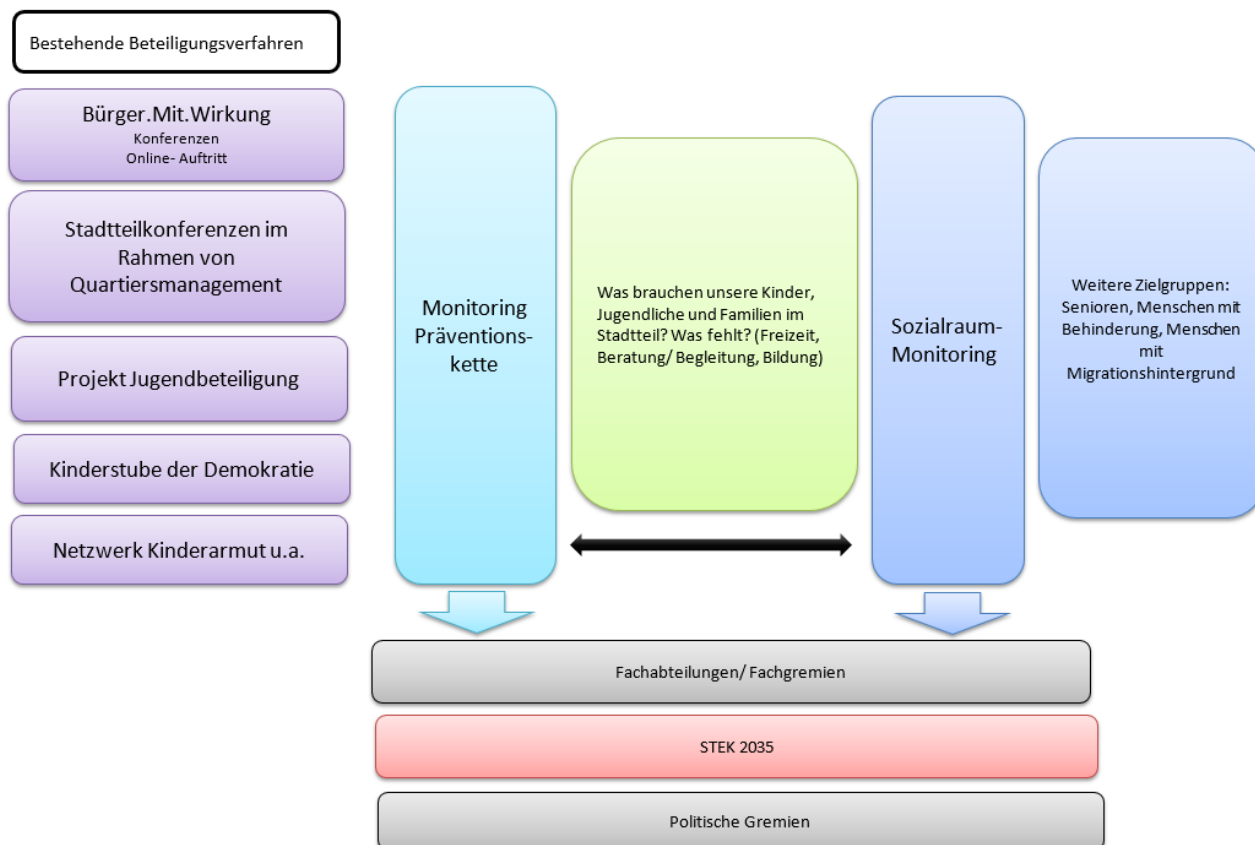 Bestehende Beteiligungsverfahren
Bürger.Mit.Wirkung
Konferenzen
Online- Auftritt
Stadtteilkonferenzen im
Rahmen von
Quartiersmanagement
Projekt Jugendbeteiligung
Kinderstube der Demokratie
Netzwerk Kinderarmut u.a.
Monitoring
Präventions-
kette
Was brauchen unsere Kinder,
Jugendliche und Familien im
Stadtteil? Was fehlt? (Freizeit,
Beratung/ Begleitung, Bildung)
Sozialraum-
Monitoring
Weitere Zielgruppen:
Senioren, Menschen mit
Behinderung, Menschen
mit
Migrationshintergrund
Fachabteilungen/ Fachgremien
STEK 2035
Politische Gremien